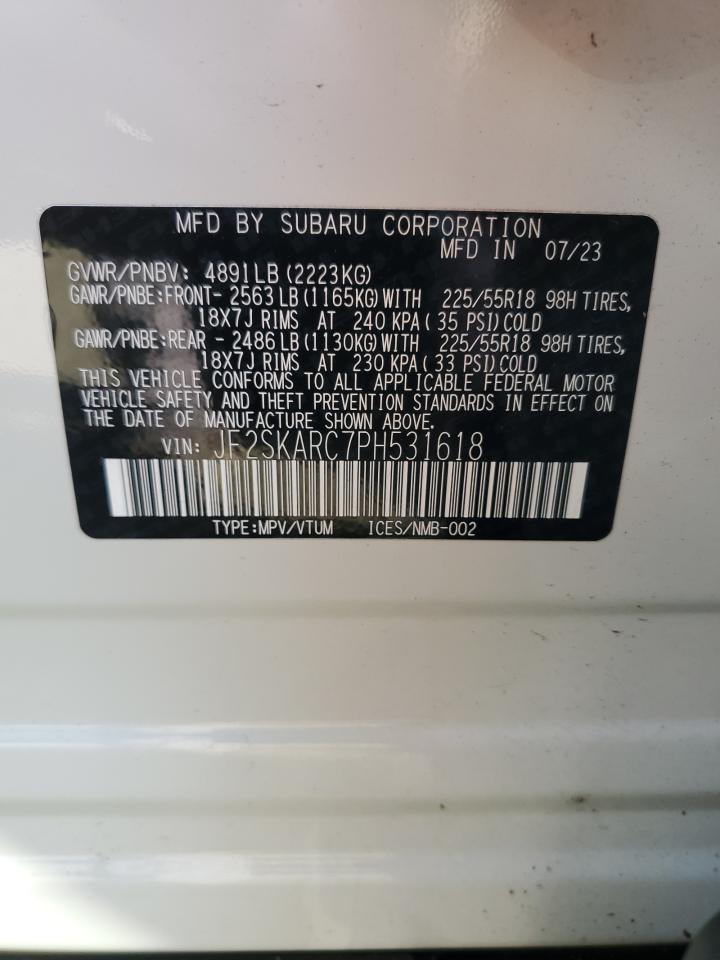 MFD BY SUBARU CORPORATION
MFD IN 07/23
GVWR/PNBV: 4891LB (2223KG)
GAWR/PNBE:FRONT- 2563LB (1165KG) WITH 225/55R18 98H TIRES,
18X7J RIMS AT 240 KPA ( 35 PSI) COLD
GAWR/PNBE:REAR - 2486LB (1130KG) WITH 225/55R18 98H TIRES,
18X7J RIMS AT 230 KPA ( 33 PSI) COLD
THIS VEHICLE CONFORMS TO ALL APPLICABLE FEDERAL MOTOR
VEHICLE SAFETY AND THEFT PREVENTION STANDARDS IN EFFECT ON
THE DATE OF MANUFACTURE SHOWN ABOVE.
VIN: JF2SKARC7PH531618
TYPE:MPV/VTUM ICES/NMB-002